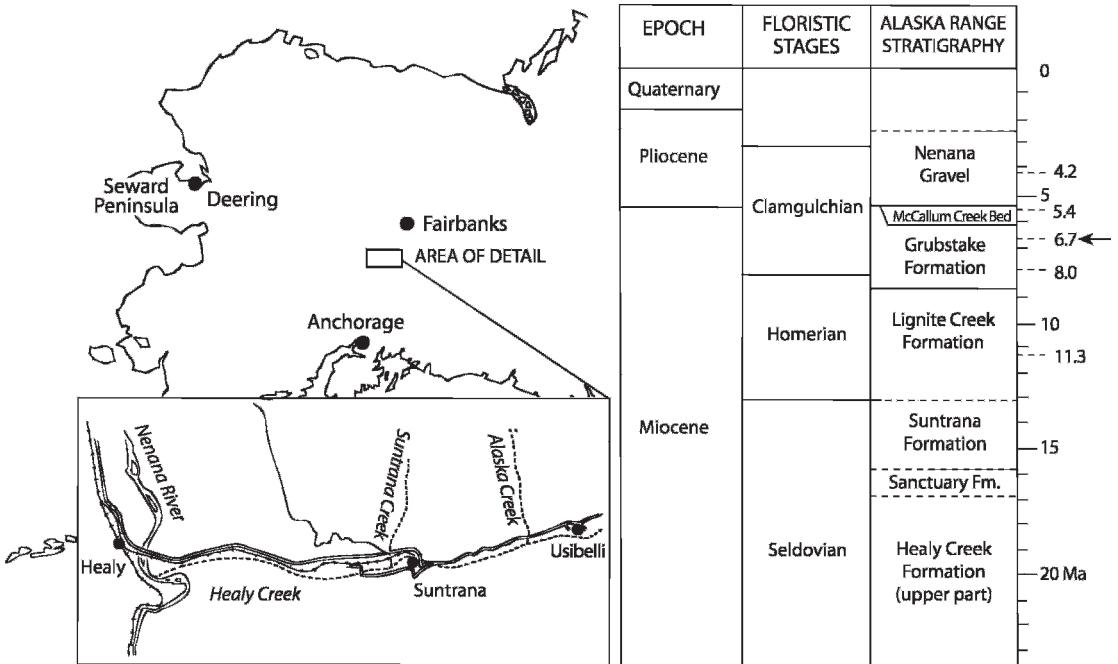 Seward
Peninsula
Deering
Fairbanks
AREA OF DETAIL
Anchorage
Nenana River
Suntrana Creek
Alaska Creek
Healy
Healy Creek
Suntrana
Usibelli
EPOCH
FLORISTIC
STAGES
ALASKA RANGE
STRATIGRAPHY
Quaternary
Pliocene
Miocene
Clamgulchian
Homerian
Seldovian
Nenana
Gravel
McCallum Creek Bed
Grubstake
Formation
Lignite Creek
Formation
Suntrana
Formation
Sanctuary Fm.
Healy Creek
Formation
(upper part)
0
4.2
5
5.4
6.7
8.0
10
11.3
15
20 Ma